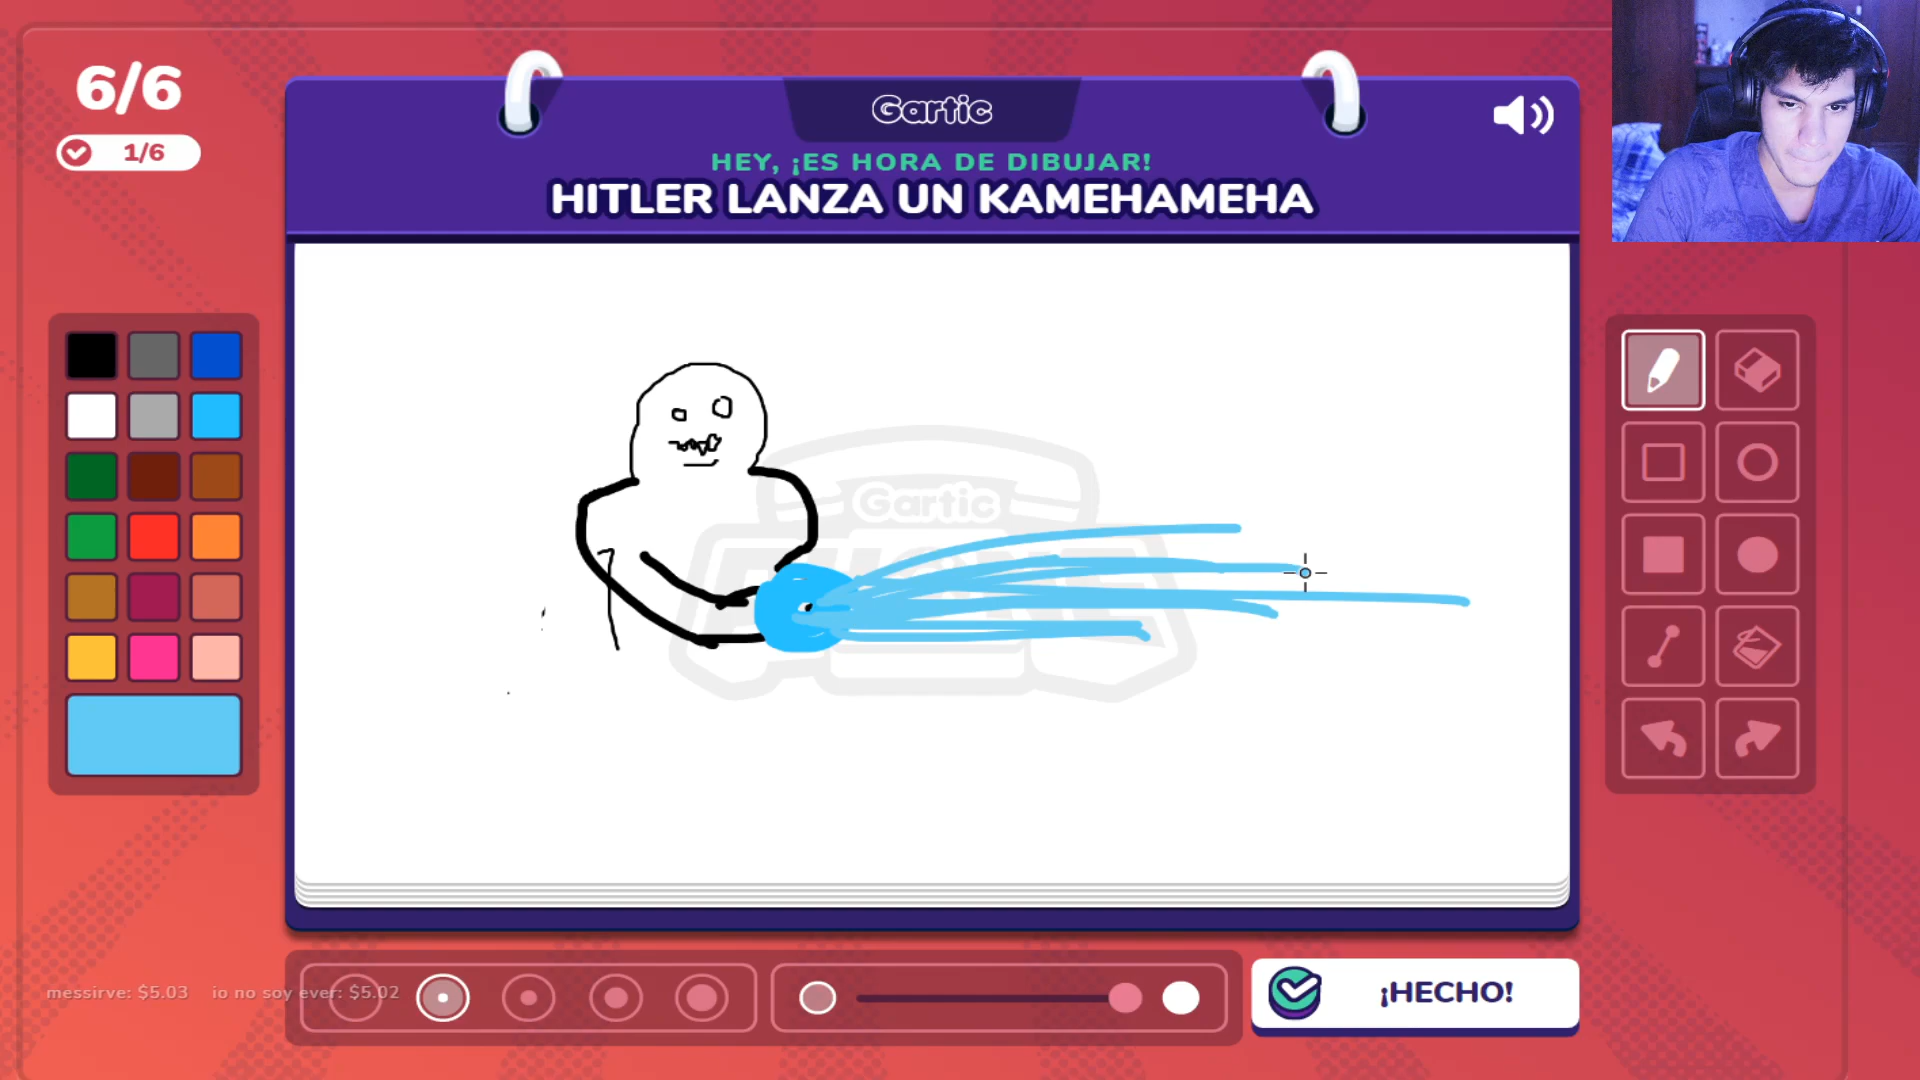 6/6
1/6
Gartic
HEY, ¡ES HORA DE DIBUJAR!
HITLER LANZA UN KAMEHAMEHA
Gartic
PHONE
messirve: $5.03 io no soy ever: $5.02
¡HECHO!